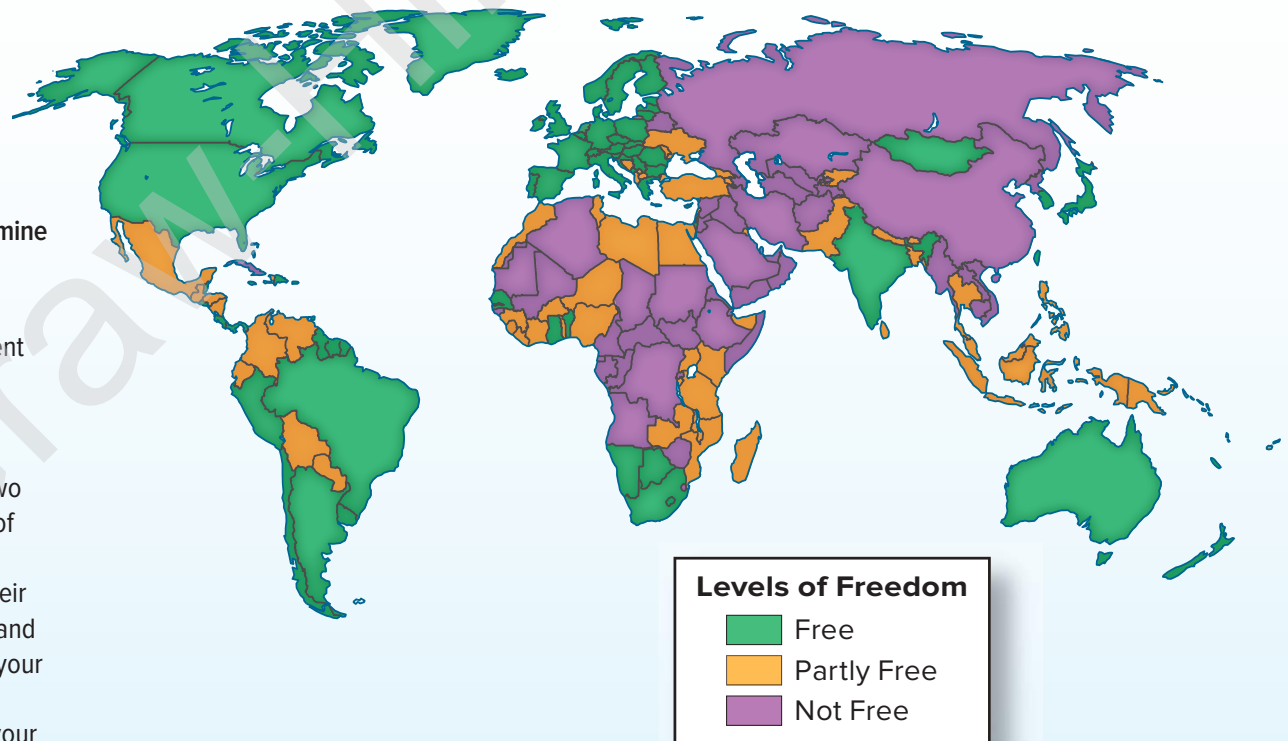 mine
ent
wo
of
eir
and
your
your
Levels of Freedom
Free
Partly Free
Not Free